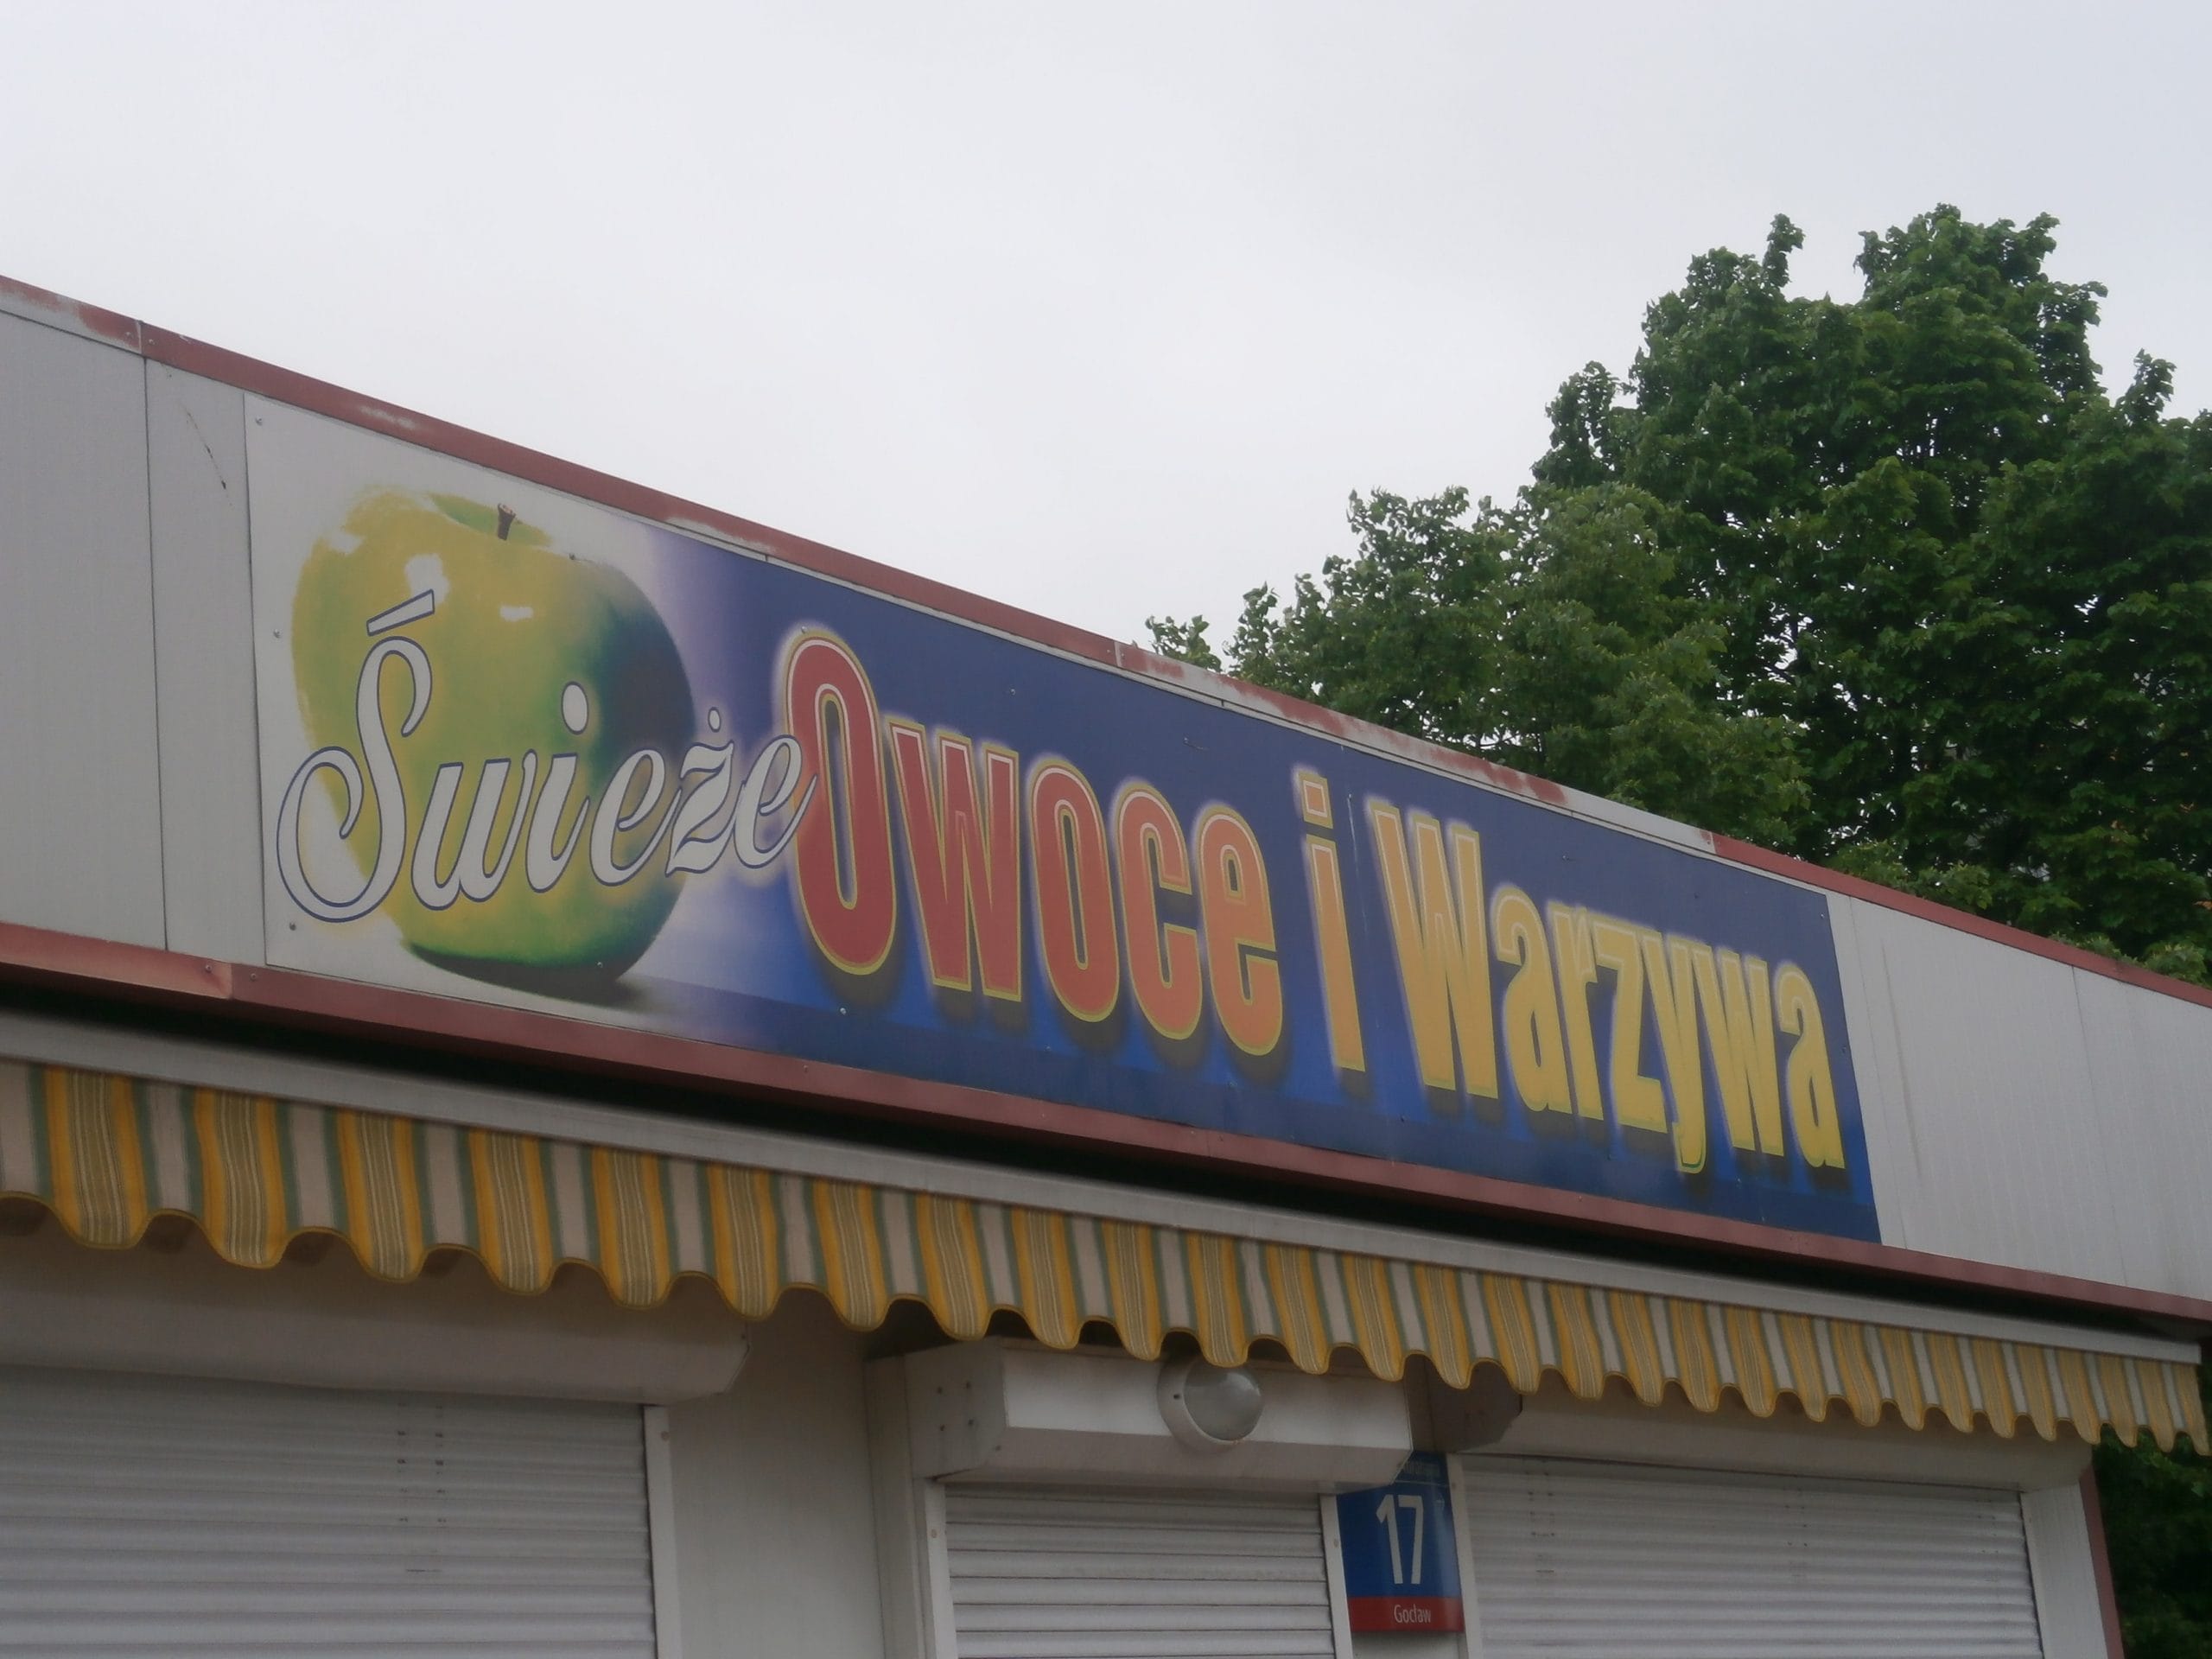 Świeże Owoce i Warzywa
17
Gocław